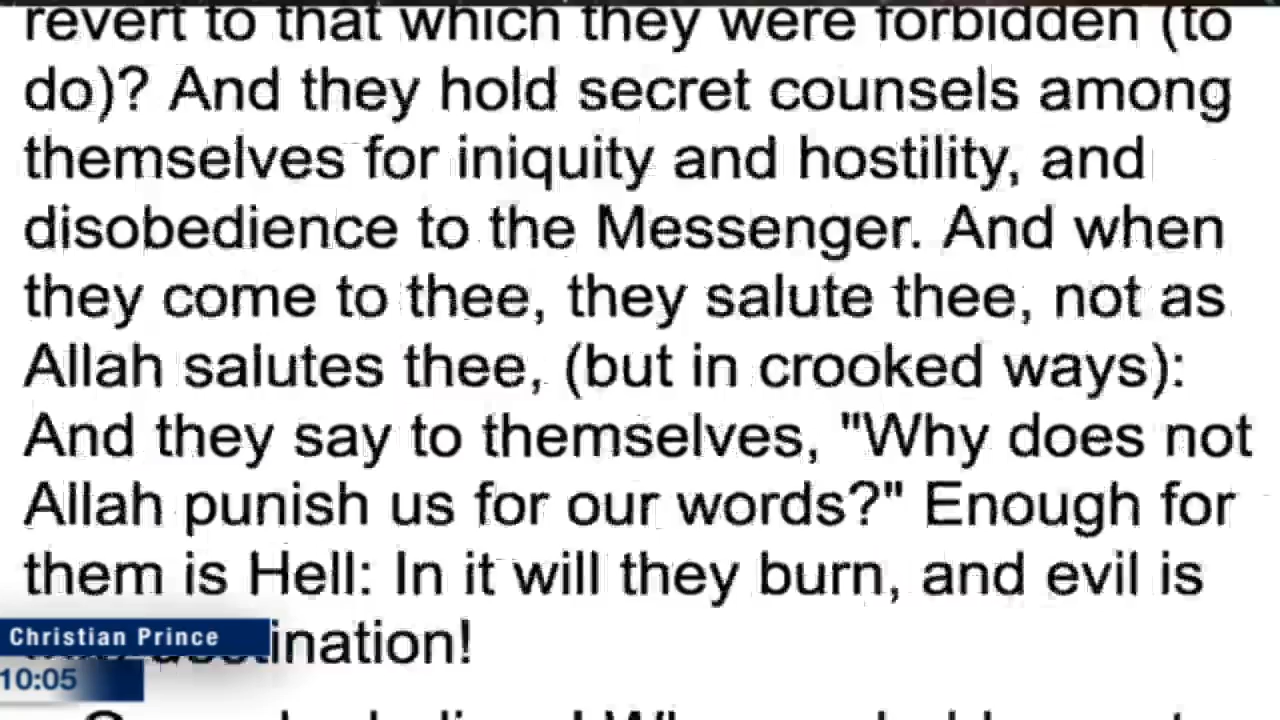 revert to that which they were forbidden (to
do)? And they hold secret counsels among
themselves for iniquity and hostility, and
disobedience to the Messenger. And when
they come to thee, they salute thee, not as
Allah salutes thee, (but in crooked ways):
And they say to themselves, "Why does not
Allah punish us for our words?" Enough for
them is Hell: In it will they burn, and evil is
Christian Prince
10:05